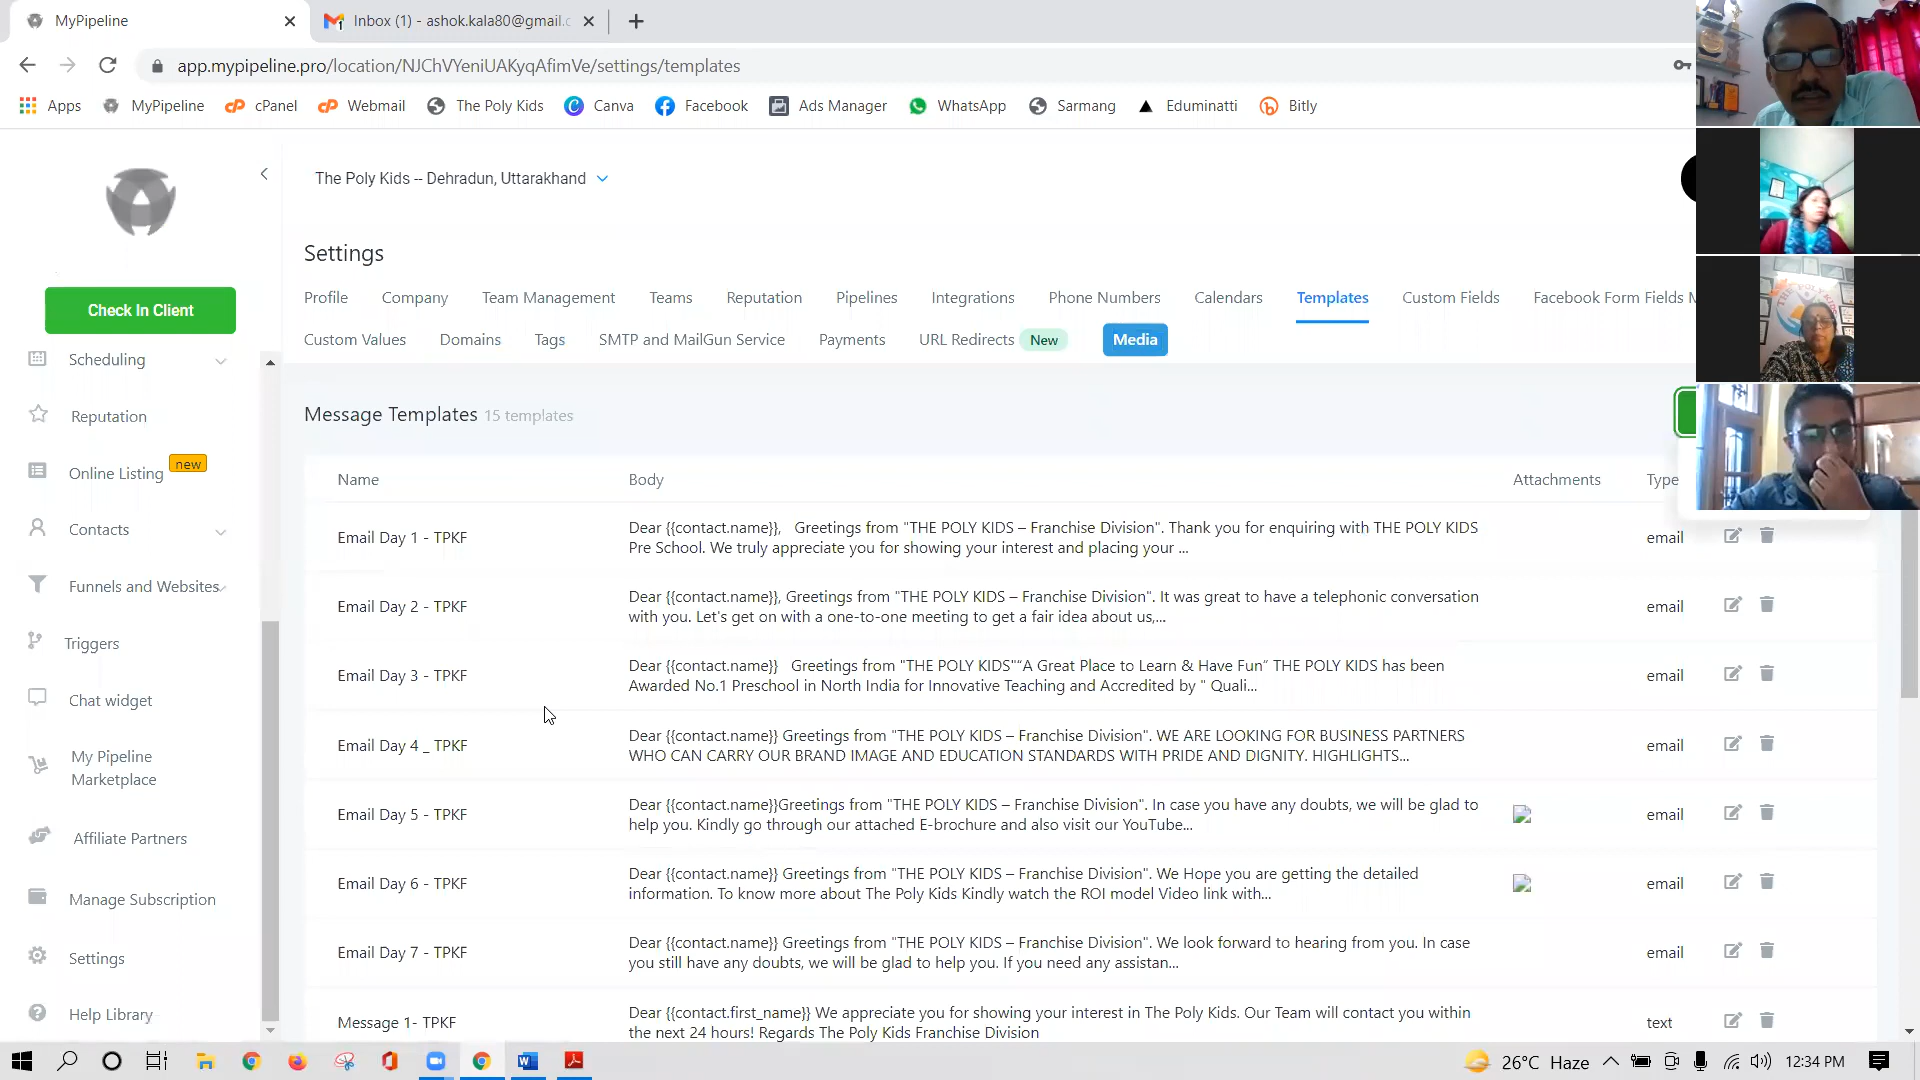 MyPipeline
Inbox (1) - ashok.kala80@gmail.c
app.mypipeline.pro/location/NJChVYeniUAKyqAfimVe/settings/templates
Apps MyPipeline cPanel Webmail The Poly Kids Canva Facebook Ads Manager WhatsApp Sarmang Eduminatti Bitly
The Poly Kids -- Dehradun, Uttarakhand
Settings
Check In Client
Profile Company Team Management Teams Reputation Pipelines Integrations Phone Numbers Calendars Templates Custom Fields Facebook Form Fields M
Custom Values Domains Tags SMTP and MailGun Service Payments URL Redirects New Media
Scheduling
Reputation
Online Listing new
Contacts
Funnels and Websites
Triggers
Chat widget
My Pipeline
Marketplace
Affiliate Partners
Manage Subscription
Settings
Help Library
Message Templates 15 templates
Name Body Attachments Type
Email Day 1 - TPKF
Dear {{contact.name}}, Greetings from "THE POLY KIDS – Franchise Division". Thank you for enquiring with THE POLY KIDS
Pre School. We truly appreciate you for showing your interest and placing your ...
email
Email Day 2 - TPKF
Dear {{contact.name}}, Greetings from "THE POLY KIDS – Franchise Division". It was great to have a telephonic conversation
with you. Let's get on with a one-to-one meeting to get a fair idea about us,...
email
Email Day 3 - TPKF
Dear {{contact.name}} Greetings from "THE POLY KIDS"“A Great Place to Learn & Have Fun” THE POLY KIDS has been
Awarded No.1 Preschool in North India for Innovative Teaching and Accredited by " Quali...
email
Email Day 4 _ TPKF
Dear {{contact.name}} Greetings from "THE POLY KIDS – Franchise Division". WE ARE LOOKING FOR BUSINESS PARTNERS
WHO CAN CARRY OUR BRAND IMAGE AND EDUCATION STANDARDS WITH PRIDE AND DIGNITY. HIGHLIGHTS...
email
Email Day 5 - TPKF
Dear {{contact.name}}Greetings from "THE POLY KIDS – Franchise Division". In case you have any doubts, we will be glad to
help you. Kindly go through our attached E-brochure and also visit our YouTube...
email
Email Day 6 - TPKF
Dear {{contact.name}} Greetings from "THE POLY KIDS – Franchise Division". We Hope you are getting the detailed
information. To know more about The Poly Kids Kindly watch the ROI model Video link with...
email
Email Day 7 - TPKF
Dear {{contact.name}} Greetings from "THE POLY KIDS – Franchise Division". We look forward to hearing from you. In case
you still have any doubts, we will be glad to help you. If you need any assistan...
email
Message 1- TPKF
Dear {{contact.first_name}} We appreciate you for showing your interest in The Poly Kids. Our Team will contact you within
the next 24 hours! Regards The Poly Kids Franchise Division
text
26°C Haze 12:34 PM